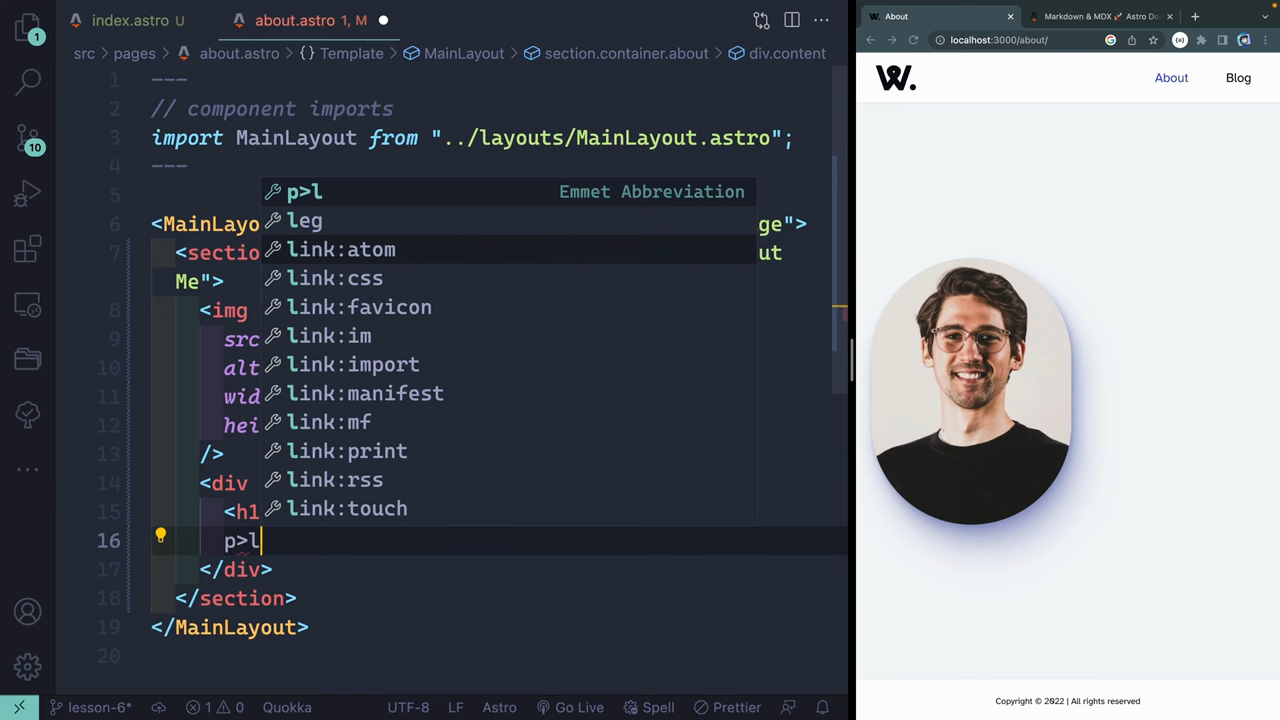 index.astro U
about.astro 1, M
src > pages > about.astro > {} Template > MainLayout > section.container.about > div.content
1 ---
2 // component imports
3 import MainLayout from "../layouts/MainLayout.astro";
4 ---
5
6 <MainLayo ge">
7 <sectio ut
Me">
8 <img
9 src
10 alt
11 wid
12 hei
13 />
14 <div
15 <h1
16 p>l
17 </div>
18 </section>
19 </MainLayout>
20
p>l Emmet Abbreviation
leg
link:atom
link:css
link:favicon
link:im
link:import
link:manifest
link:mf
link:print
link:rss
link:touch
1
10
lesson-6* 1 0 Quokka UTF-8 LF Astro Go Live Spell Prettier
W. About
Markdown & MDX 🚀 Astro Do
localhost:3000/about/
W. About Blog
Copyright © 2022 | All rights reserved